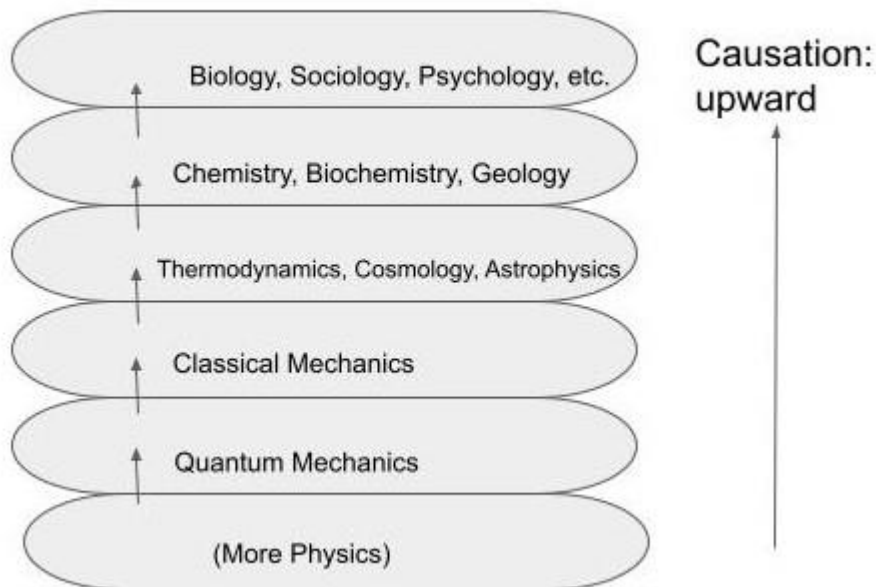 Causation:
upward
Biology, Sociology, Psychology, etc.
Chemistry, Biochemistry, Geology
Thermodynamics, Cosmology, Astrophysics
Classical Mechanics
Quantum Mechanics
(More Physics)